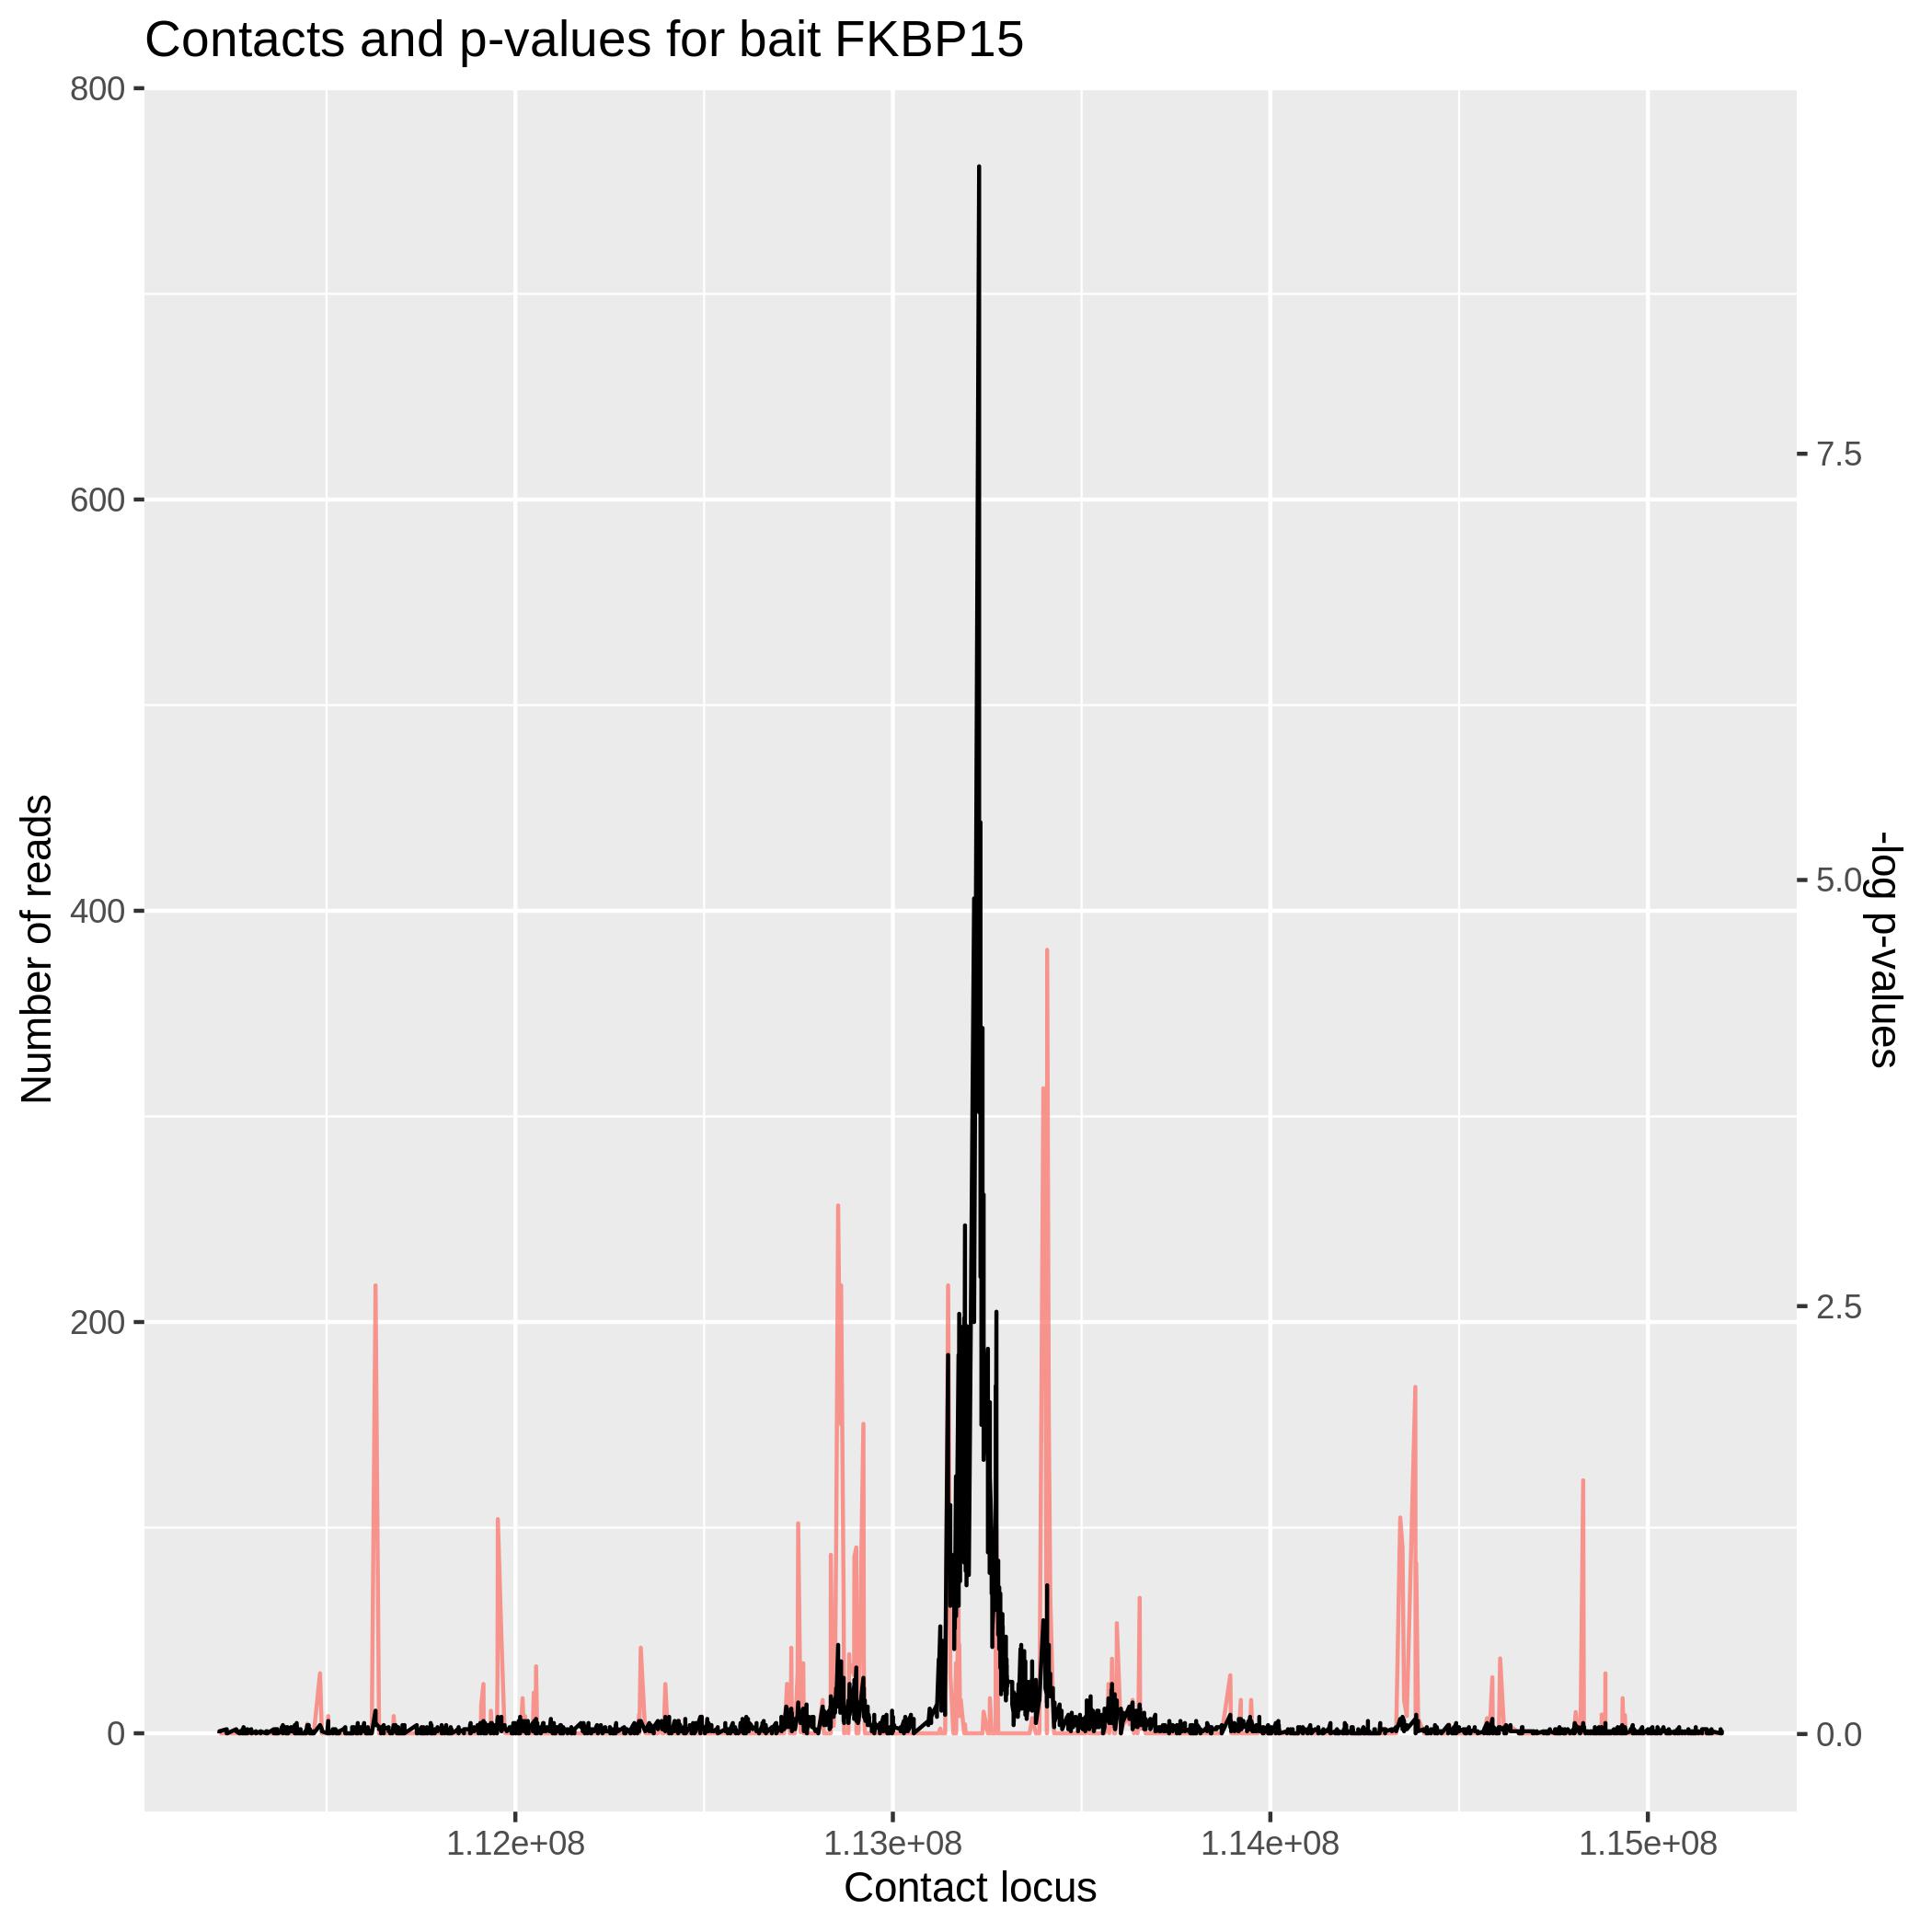 Contacts and p-values for bait FKBP15
800
600
400
200
0
Number of reads
7.5
5.0
2.5
0.0
-log p-values
1.12e+08
1.13e+08
1.14e+08
1.15e+08
Contact locus